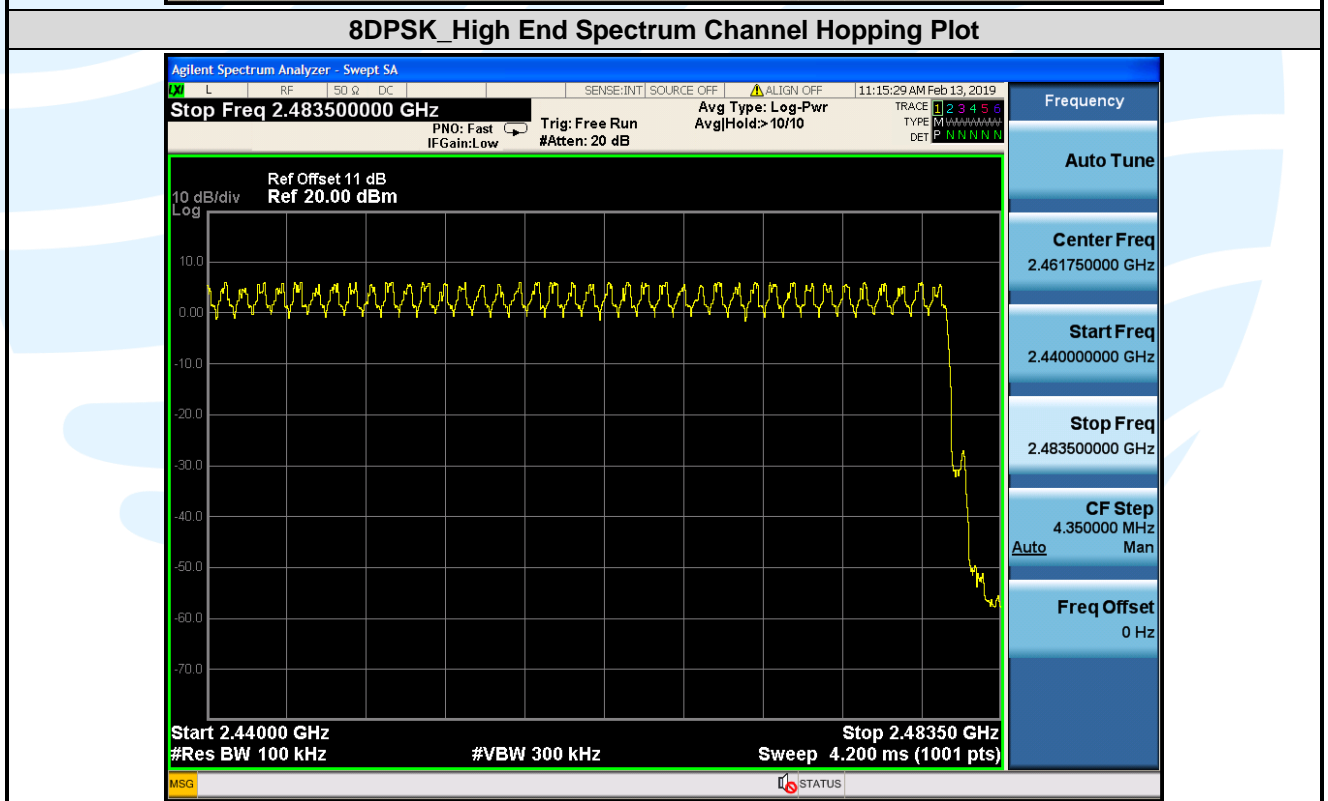 8DPSK_High End Spectrum Channel Hopping Plot
Agilent Spectrum Analyzer - Swept SA
LXI L RF 50 Ω DC SENSE:INT SOURCE OFF ALIGN OFF 11:15:29 AM Feb 13, 2019
Stop Freq 2.483500000 GHz
PNO: Fast
IFGain:Low
Trig: Free Run
#Atten: 20 dB
Avg Type: Log-Pwr
Avg|Hold:> 10/10
TRACE 1 2 3 4 5 6
TYPE M
DET P N N N N N
Ref Offset 11 dB
10 dB/div Ref 20.00 dBm
Log
10.0
0.00
-10.0
-20.0
-30.0
-40.0
-50.0
-60.0
-70.0
Start 2.44000 GHz Stop 2.48350 GHz
#Res BW 100 kHz #VBW 300 kHz Sweep 4.200 ms (1001 pts)
MSG STATUS
Frequency
Auto Tune
Center Freq
2.461750000 GHz
Start Freq
2.440000000 GHz
Stop Freq
2.483500000 GHz
CF Step
4.350000 MHz
Auto Man
Freq Offset
0 Hz